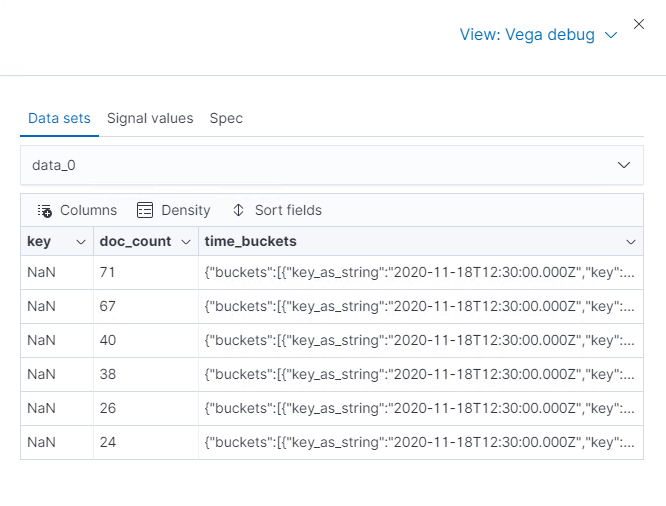 View: Vega debug
Data sets Signal values Spec
data_0
Columns Density Sort fields
key doc_count time_buckets
NaN 71 {"buckets":[{"key_as_string":"2020-11-18T12:30:00.000Z","key":...
NaN 67 {"buckets":[{"key_as_string":"2020-11-18T12:30:00.000Z","key":...
NaN 40 {"buckets":[{"key_as_string":"2020-11-18T12:30:00.000Z","key":...
NaN 38 {"buckets":[{"key_as_string":"2020-11-18T12:30:00.000Z","key":...
NaN 26 {"buckets":[{"key_as_string":"2020-11-18T12:30:00.000Z","key":...
NaN 24 {"buckets":[{"key_as_string":"2020-11-18T12:30:00.000Z","key":...